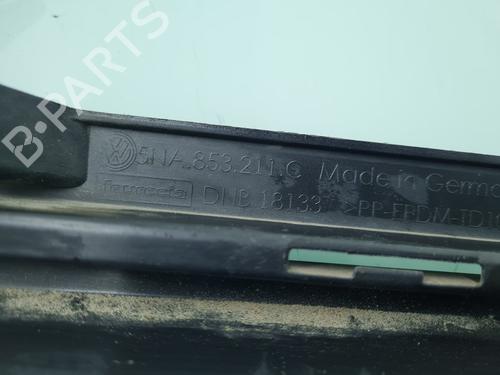 B-PARTS
5NA.853.211.C Made in Germa
DNB 18133 >PP-EPDM-TD1